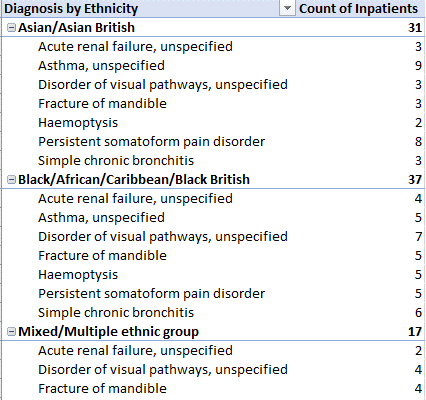 Diagnosis by Ethnicity Count of Inpatients
Asian/Asian British 31
Acute renal failure, unspecified 3
Asthma, unspecified 9
Disorder of visual pathways, unspecified 3
Fracture of mandible 3
Haemoptysis 2
Persistent somatoform pain disorder 8
Simple chronic bronchitis 3
Black/African/Caribbean/Black British 37
Acute renal failure, unspecified 4
Asthma, unspecified 5
Disorder of visual pathways, unspecified 7
Fracture of mandible 5
Haemoptysis 5
Persistent somatoform pain disorder 5
Simple chronic bronchitis 6
Mixed/Multiple ethnic group 17
Acute renal failure, unspecified 2
Disorder of visual pathways, unspecified 4
Fracture of mandible 4